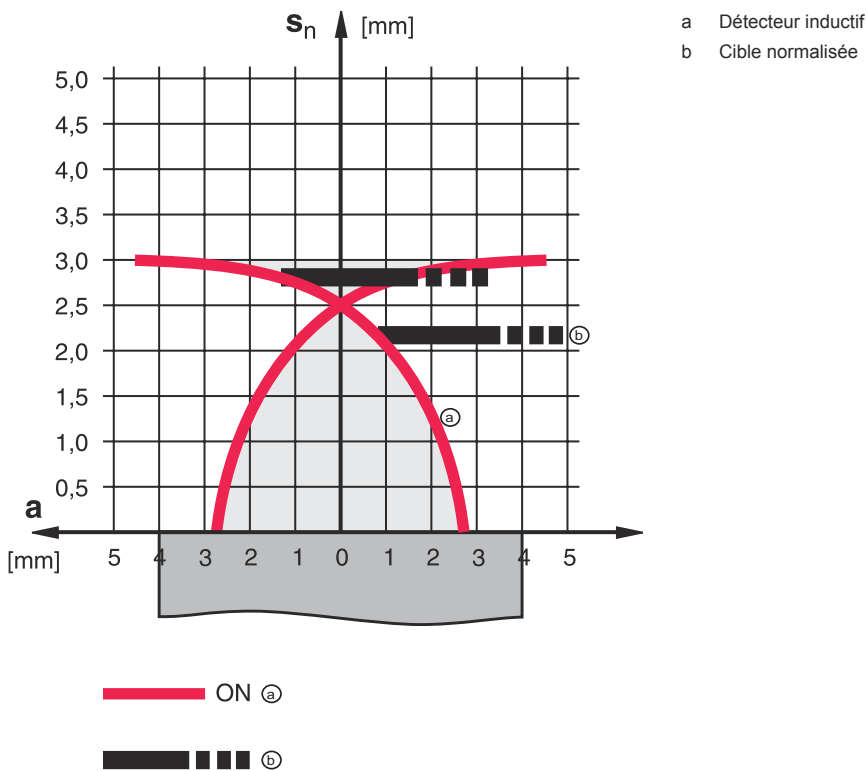 sn [mm]
a Détecteur inductif
b Cible normalisée
5,0
4,5
4,0
3,5
3,0
2,5
2,0
1,5
1,0
0,5
b
a
a
[mm]
5 4 3 2 1 0 1 2 3 4 5
ON a
b